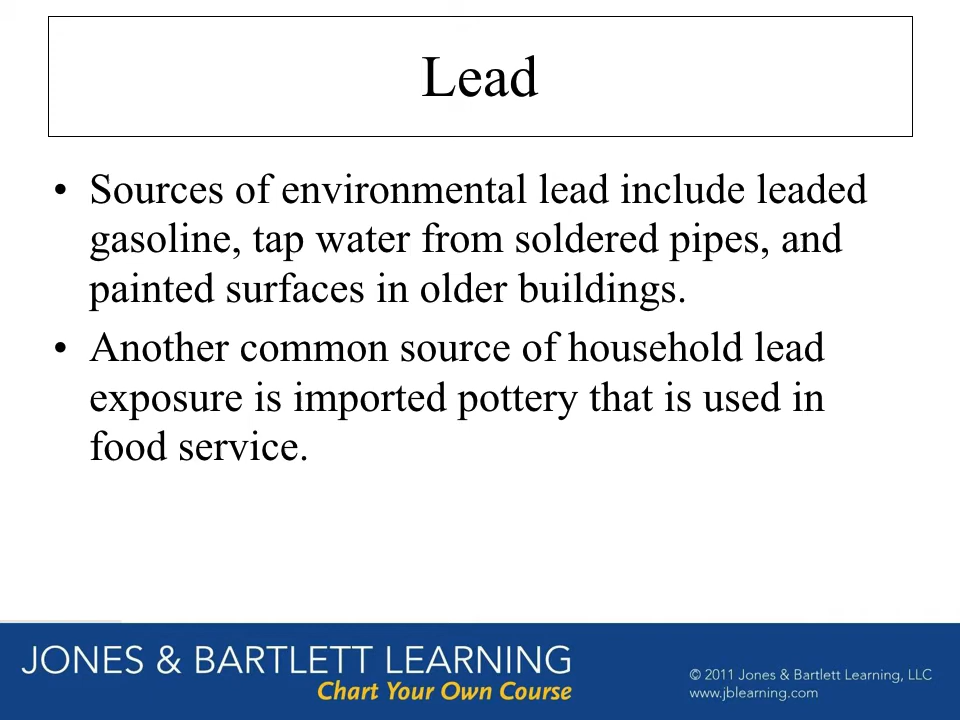 Lead
• Sources of environmental lead include leaded
gasoline, tap water from soldered pipes, and
painted surfaces in older buildings.
• Another common source of household lead
exposure is imported pottery that is used in
food service.
JONES & BARTLETT LEARNING
Chart Your Own Course
© 2011 Jones & Bartlett Learning, LLC
www.jblearning.com